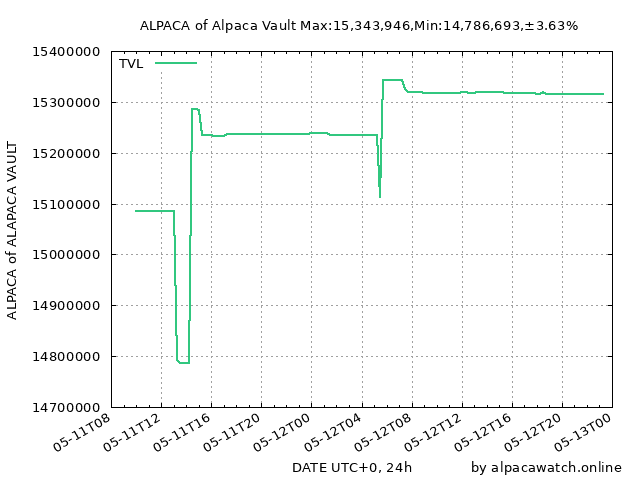 ALPACA of Alpaca Vault Max:15,343,946,Min:14,786,693,±3.63%
TVL
ALPACA of ALAPACA VAULT
15400000
15300000
15200000
15100000
15000000
14900000
14800000
14700000
05-11T08
05-11T12
05-11T16
05-11T20
05-12T00
05-12T04
05-12T08
05-12T12
05-12T16
05-12T20
05-13T00
DATE UTC+0, 24h
by alpacawatch.online